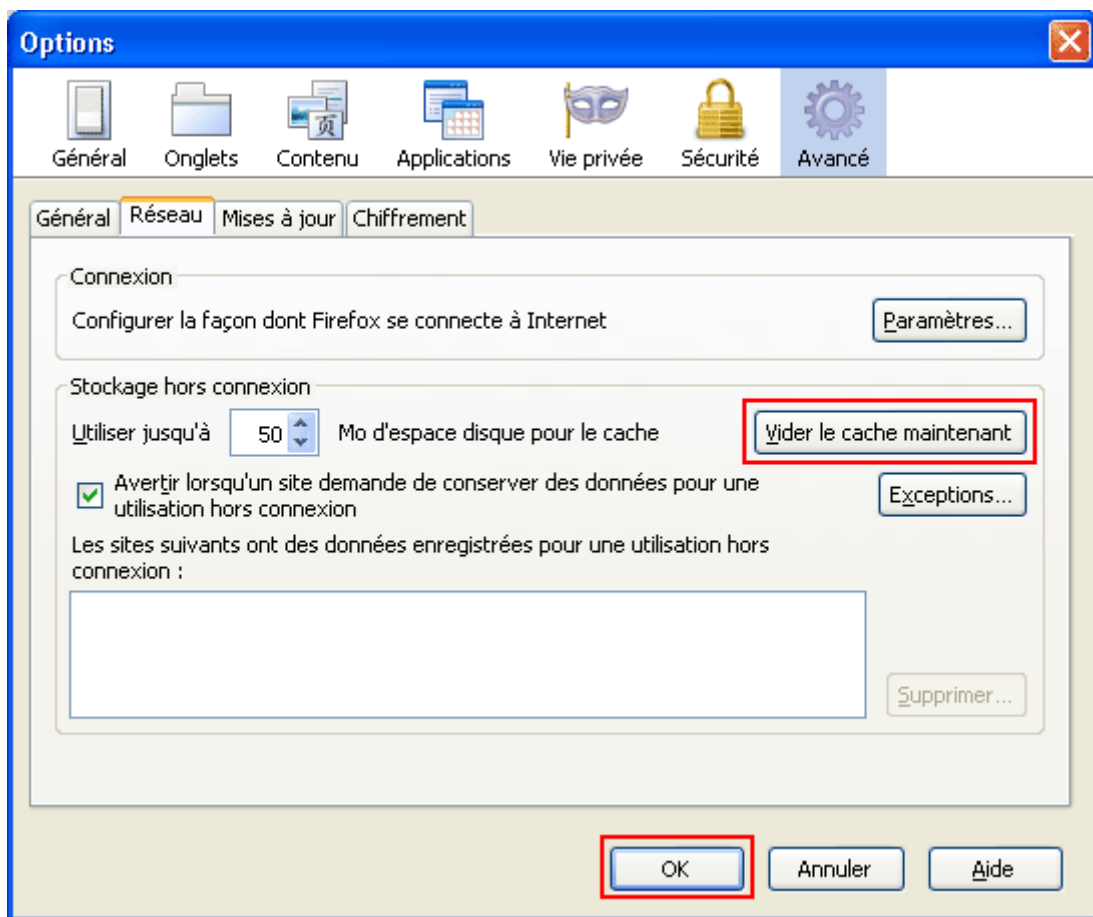 Options
Général Onglets Contenu Applications Vie privée Sécurité Avancé
Général Réseau Mises à jour Chiffrement
Connexion
Configurer la façon dont Firefox se connecte à Internet Paramètres...
Stockage hors connexion
Utiliser jusqu'à 50 Mo d'espace disque pour le cache Vider le cache maintenant
Avertir lorsqu'un site demande de conserver des données pour une
utilisation hors connexion
Exceptions...
Les sites suivants ont des données enregistrées pour une utilisation hors
connexion :
Supprimer...
OK Annuler Aide